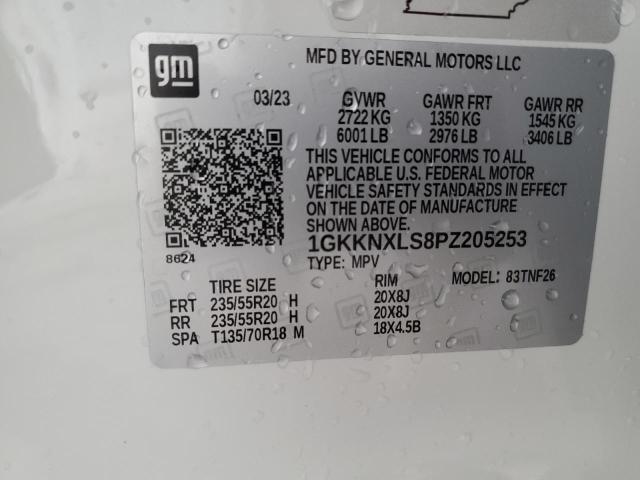 gm
MFD BY GENERAL MOTORS LLC
03/23 GVWR GAWR FRT GAWR RR
2722 KG 1350 KG 1545 KG
6001 LB 2976 LB 3406 LB
THIS VEHICLE CONFORMS TO ALL
APPLICABLE U.S. FEDERAL MOTOR
VEHICLE SAFETY STANDARDS IN EFFECT
ON THE DATE OF MANUFACTURE
SHOWN ABOVE.
1GKKNXLS8PZ205253
8624
TYPE: MPV MODEL: 83TNF26
TIRE SIZE RIM
FRT 235/55R20 H 20X8J
RR 235/55R20 H 20X8J
SPA T135/70R18 M 18X4.5B